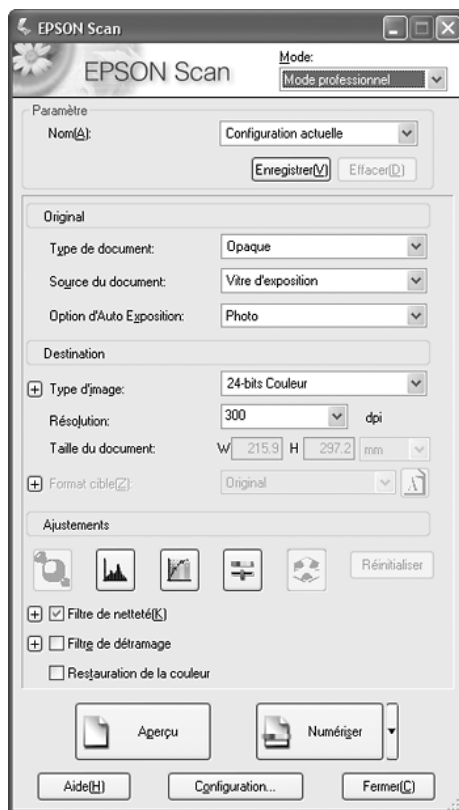 EPSON Scan
EPSON Scan
Mode:
Mode professionnel
Paramètre
Nom(A): Configuration actuelle
Enregistrer(V) Effacer(D)
Original
Type de document: Opaque
Source du document: Vitre d'exposition
Option d'Auto Exposition: Photo
Destination
Type d'image: 24-bits Couleur
Résolution: 300 dpi
Taille du document: W 215.9 H 297.2 mm
Format cible(Z): Original
Ajustements
Réinitialiser
Filtre de netteté(K)
Filtre de détramage
Restauration de la couleur
Aperçu Numériser
Aide(H) Configuration... Fermer(C)